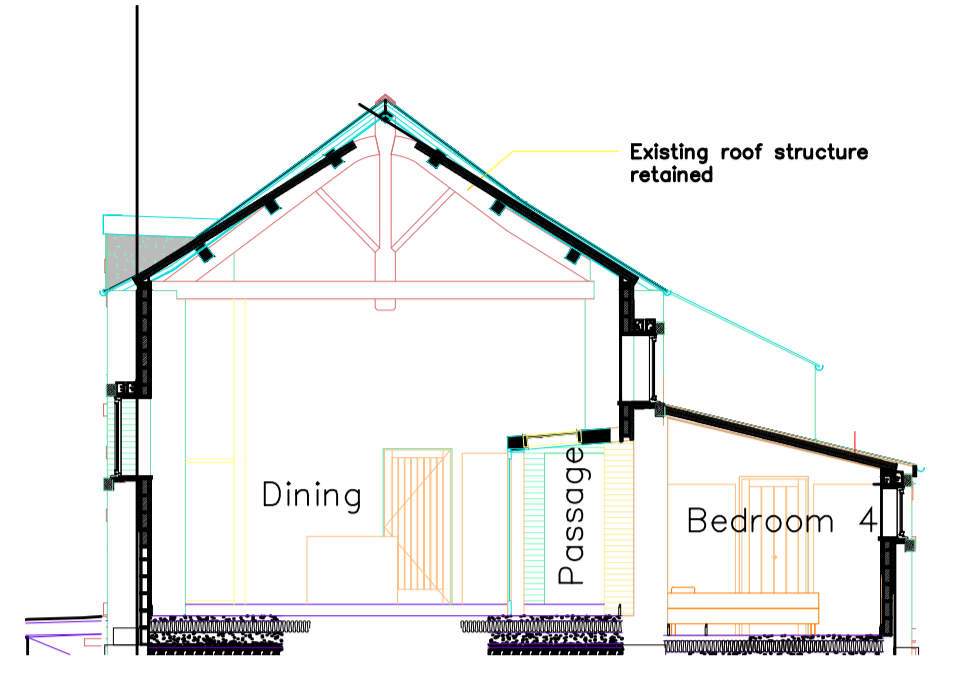 Existing roof structure
retained
Dining
Passage
Bedroom 4